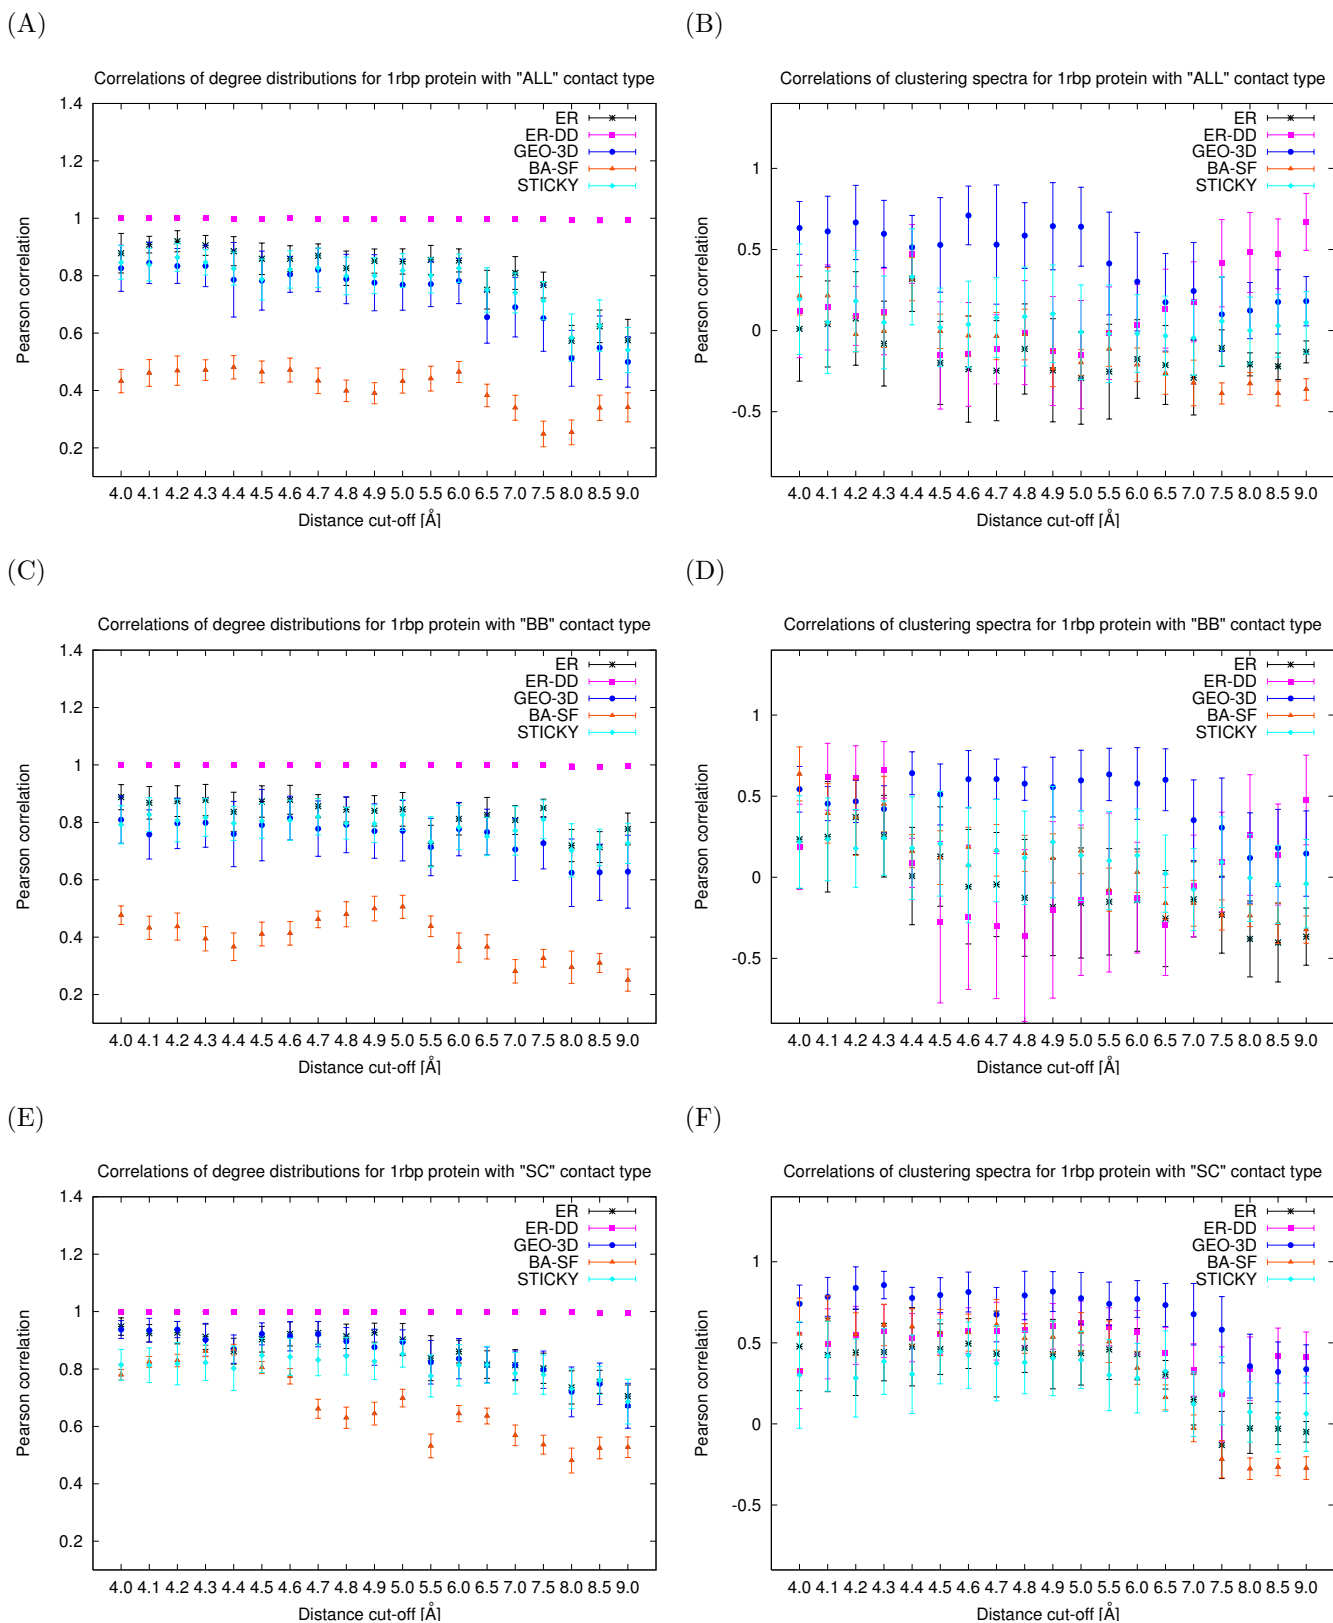 (A)
Correlations of degree distributions for 1rbp protein with "ALL" contact type
1.4
1.2
1
0.8
0.6
0.4
0.2
Pearson correlation
ER
ER-DD
GEO-3D
BA-SF
STICKY
4.0 4.1 4.2 4.3 4.4 4.5 4.6 4.7 4.8 4.9 5.0 5.5 6.0 6.5 7.0 7.5 8.0 8.5 9.0
Distance cut-off [Å]
(B)
Correlations of clustering spectra for 1rbp protein with "ALL" contact type
1
0.5
0
-0.5
Pearson correlation
ER
ER-DD
GEO-3D
BA-SF
STICKY
4.0 4.1 4.2 4.3 4.4 4.5 4.6 4.7 4.8 4.9 5.0 5.5 6.0 6.5 7.0 7.5 8.0 8.5 9.0
Distance cut-off [Å]
(C)
Correlations of degree distributions for 1rbp protein with "BB" contact type
1.4
1.2
1
0.8
0.6
0.4
0.2
Pearson correlation
ER
ER-DD
GEO-3D
BA-SF
STICKY
4.0 4.1 4.2 4.3 4.4 4.5 4.6 4.7 4.8 4.9 5.0 5.5 6.0 6.5 7.0 7.5 8.0 8.5 9.0
Distance cut-off [Å]
(D)
Correlations of clustering spectra for 1rbp protein with "BB" contact type
1
0.5
0
-0.5
Pearson correlation
ER
ER-DD
GEO-3D
BA-SF
STICKY
4.0 4.1 4.2 4.3 4.4 4.5 4.6 4.7 4.8 4.9 5.0 5.5 6.0 6.5 7.0 7.5 8.0 8.5 9.0
Distance cut-off [Å]
(E)
Correlations of degree distributions for 1rbp protein with "SC" contact type
1.4
1.2
1
0.8
0.6
0.4
0.2
Pearson correlation
ER
ER-DD
GEO-3D
BA-SF
STICKY
4.0 4.1 4.2 4.3 4.4 4.5 4.6 4.7 4.8 4.9 5.0 5.5 6.0 6.5 7.0 7.5 8.0 8.5 9.0
Distance cut-off [Å]
(F)
Correlations of clustering spectra for 1rbp protein with "SC" contact type
1
0.5
0
-0.5
Pearson correlation
ER
ER-DD
GEO-3D
BA-SF
STICKY
4.0 4.1 4.2 4.3 4.4 4.5 4.6 4.7 4.8 4.9 5.0 5.5 6.0 6.5 7.0 7.5 8.0 8.5 9.0
Distance cut-off [Å]